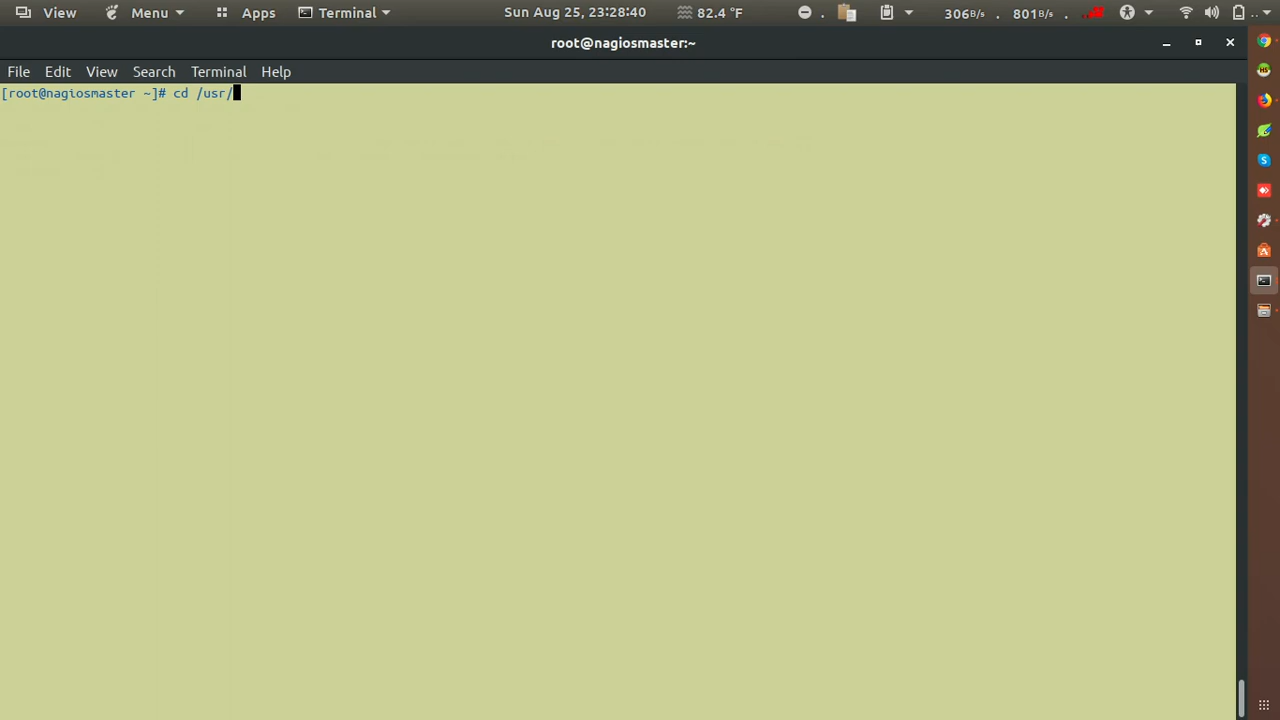 View Menu Apps Terminal Sun Aug 25, 23:28:40 82.4 °F . 306B/s . 801B/s . ..
root@nagiosmaster:~
File Edit View Search Terminal Help
[root@nagiosmaster ~]# cd /usr/